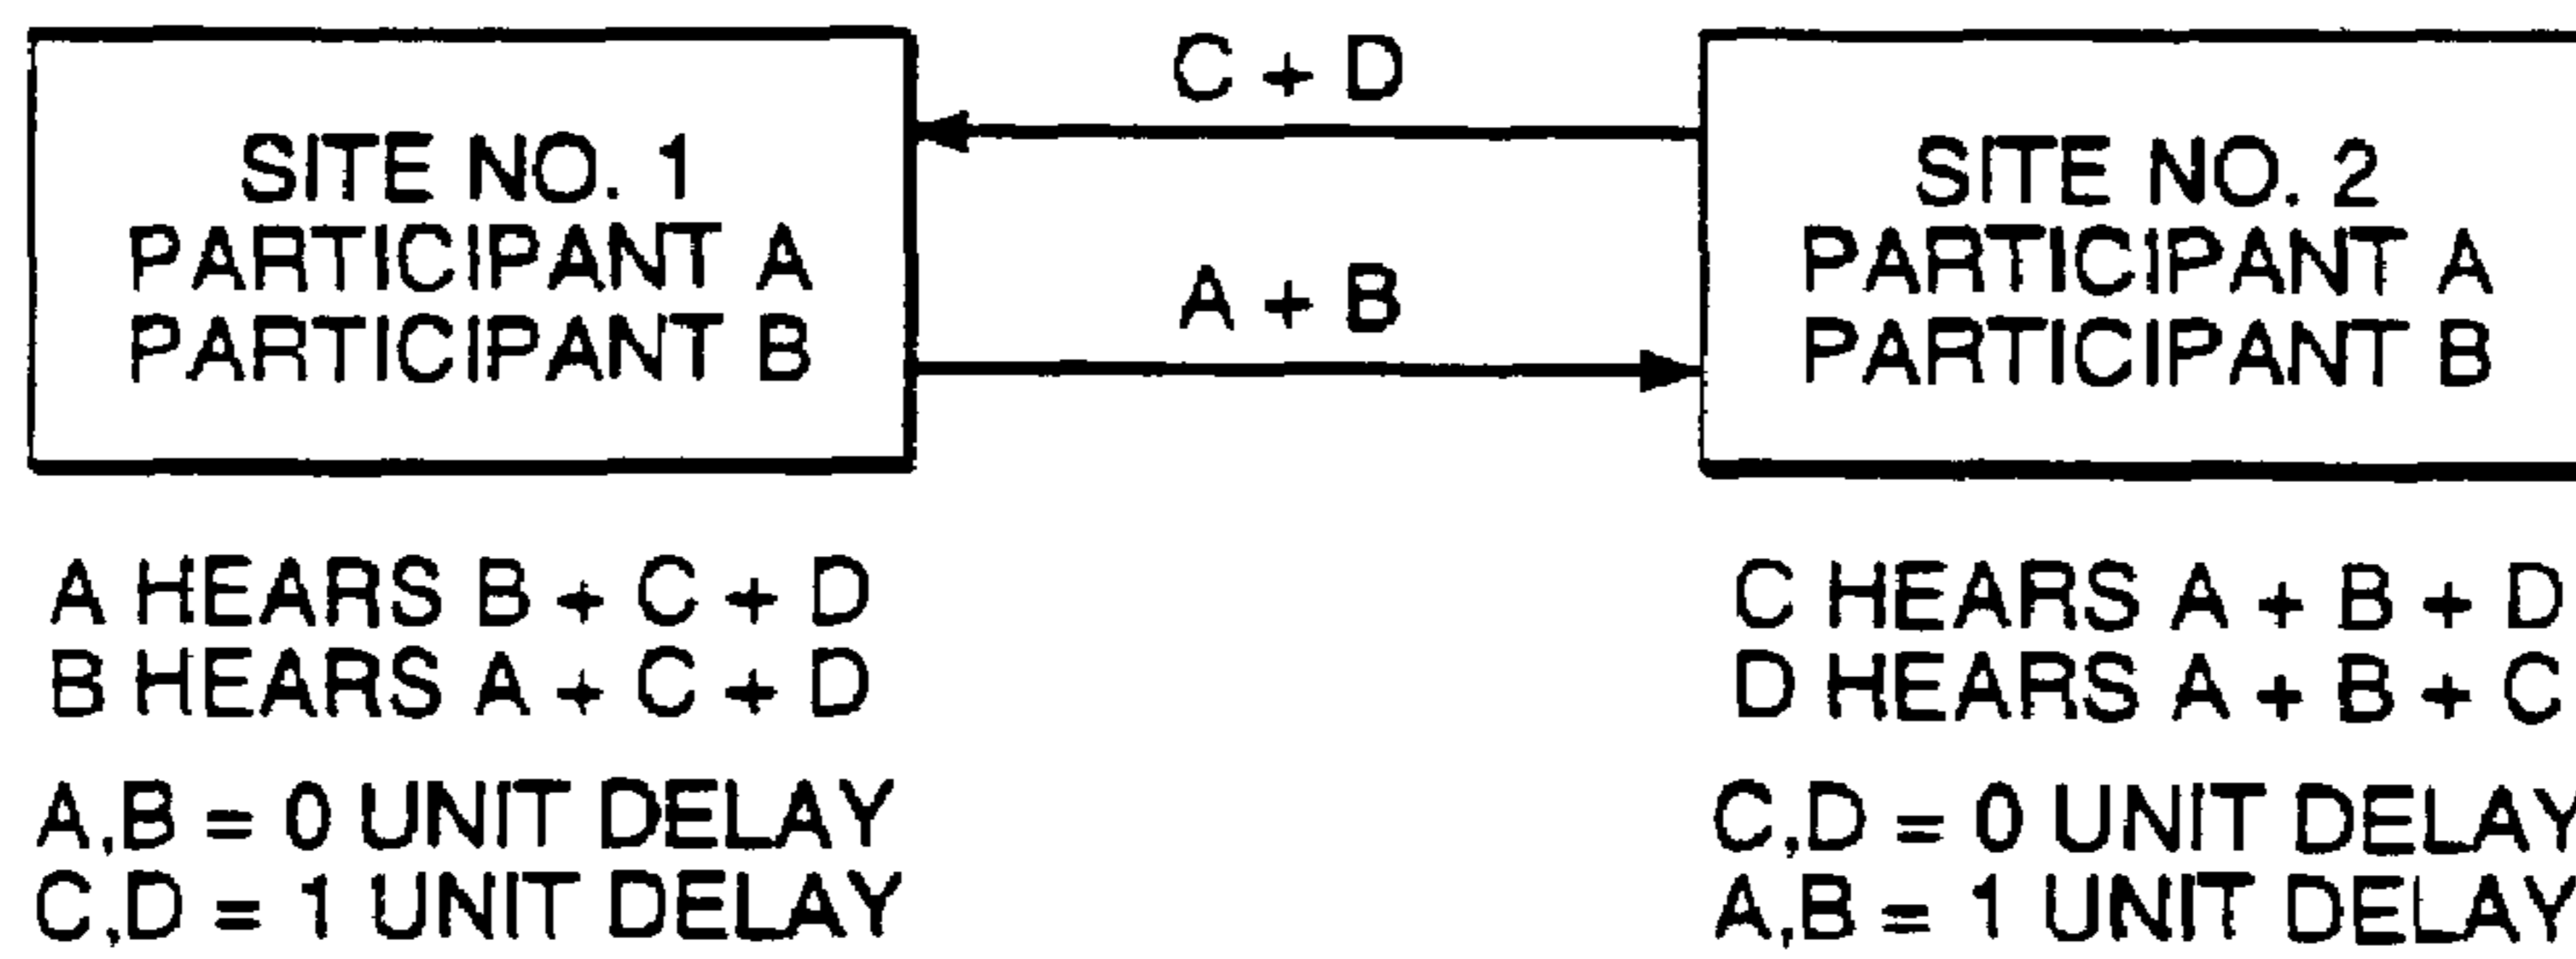 SITE NO. 1
PARTICIPANT A
PARTICIPANT B
C + D
A + B
SITE NO. 2
PARTICIPANT A
PARTICIPANT B
A HEARS B + C + D
B HEARS A + C + D
A,B = 0 UNIT DELAY
C,D = 1 UNIT DELAY
C HEARS A + B + D
D HEARS A + B + C
C,D = 0 UNIT DELAY
A,B = 1 UNIT DELAY